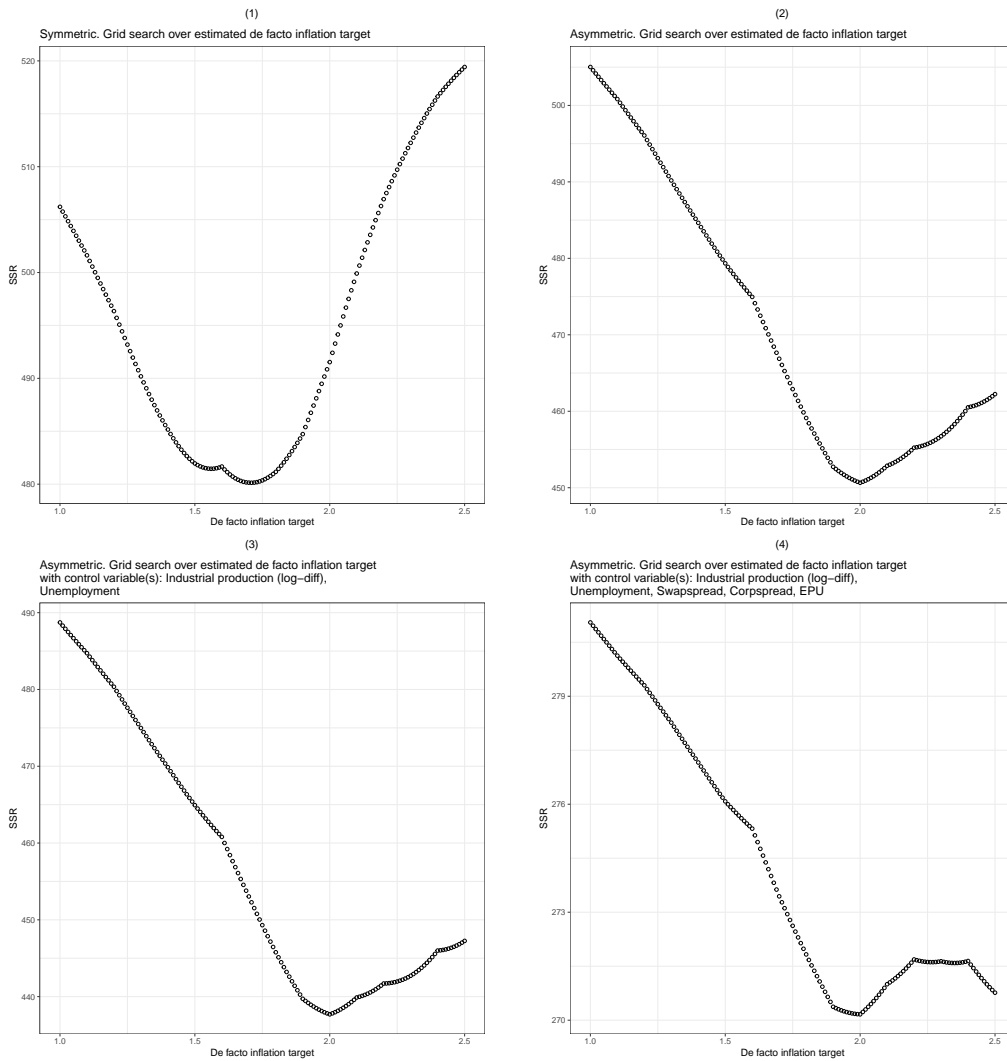 (1)
Symmetric. Grid search over estimated de facto inflation target
520
510
500
490
480
SSR
1.0
1.5
2.0
2.5
De facto inflation target
(2)
Asymmetric. Grid search over estimated de facto inflation target
500
490
480
470
460
450
SSR
1.0
1.5
2.0
2.5
De facto inflation target
(3)
Asymmetric. Grid search over estimated de facto inflation target
with control variable(s): Industrial production (log−diff),
Unemployment
490
480
470
460
450
440
SSR
1.0
1.5
2.0
2.5
De facto inflation target
(4)
Asymmetric. Grid search over estimated de facto inflation target
with control variable(s): Industrial production (log−diff),
Unemployment, Swapspread, Corpspread, EPU
279
276
273
270
SSR
1.0
1.5
2.0
2.5
De facto inflation target